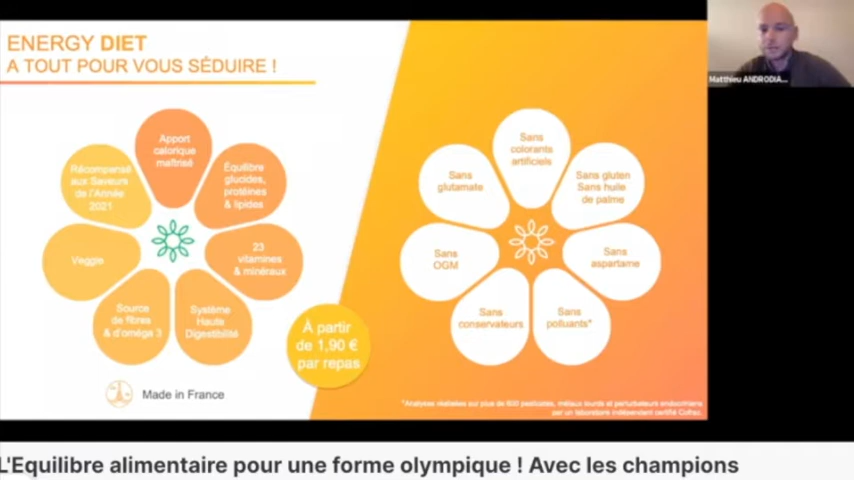 ENERGY DIET
A TOUT POUR VOUS SÉDUIRE !
Apport
calorique
maîtrisé
Équilibre
glucides,
protéines
& lipides
23
vitamines
& minéraux
Système
Haute
Digestibilité
Source
de fibres
& d'oméga 3
Veggie
Récompensé
aux Saveurs
de l'Année
2021
Made in France
À partir
de 1,90 €
par repas
Sans
colorants
artificiels
Sans gluten
Sans huile
de palme
Sans
aspartame
Sans
polluants*
Sans
conservateurs
Sans
OGM
Sans
glutamate
*Analyses réalisées sur plus de 600 pesticides, métaux lourds et perturbateurs endocriniens
par un laboratoire indépendant certifié Cofrac.
Matthieu ANDRODIA...
L'Equilibre alimentaire pour une forme olympique ! Avec les champions